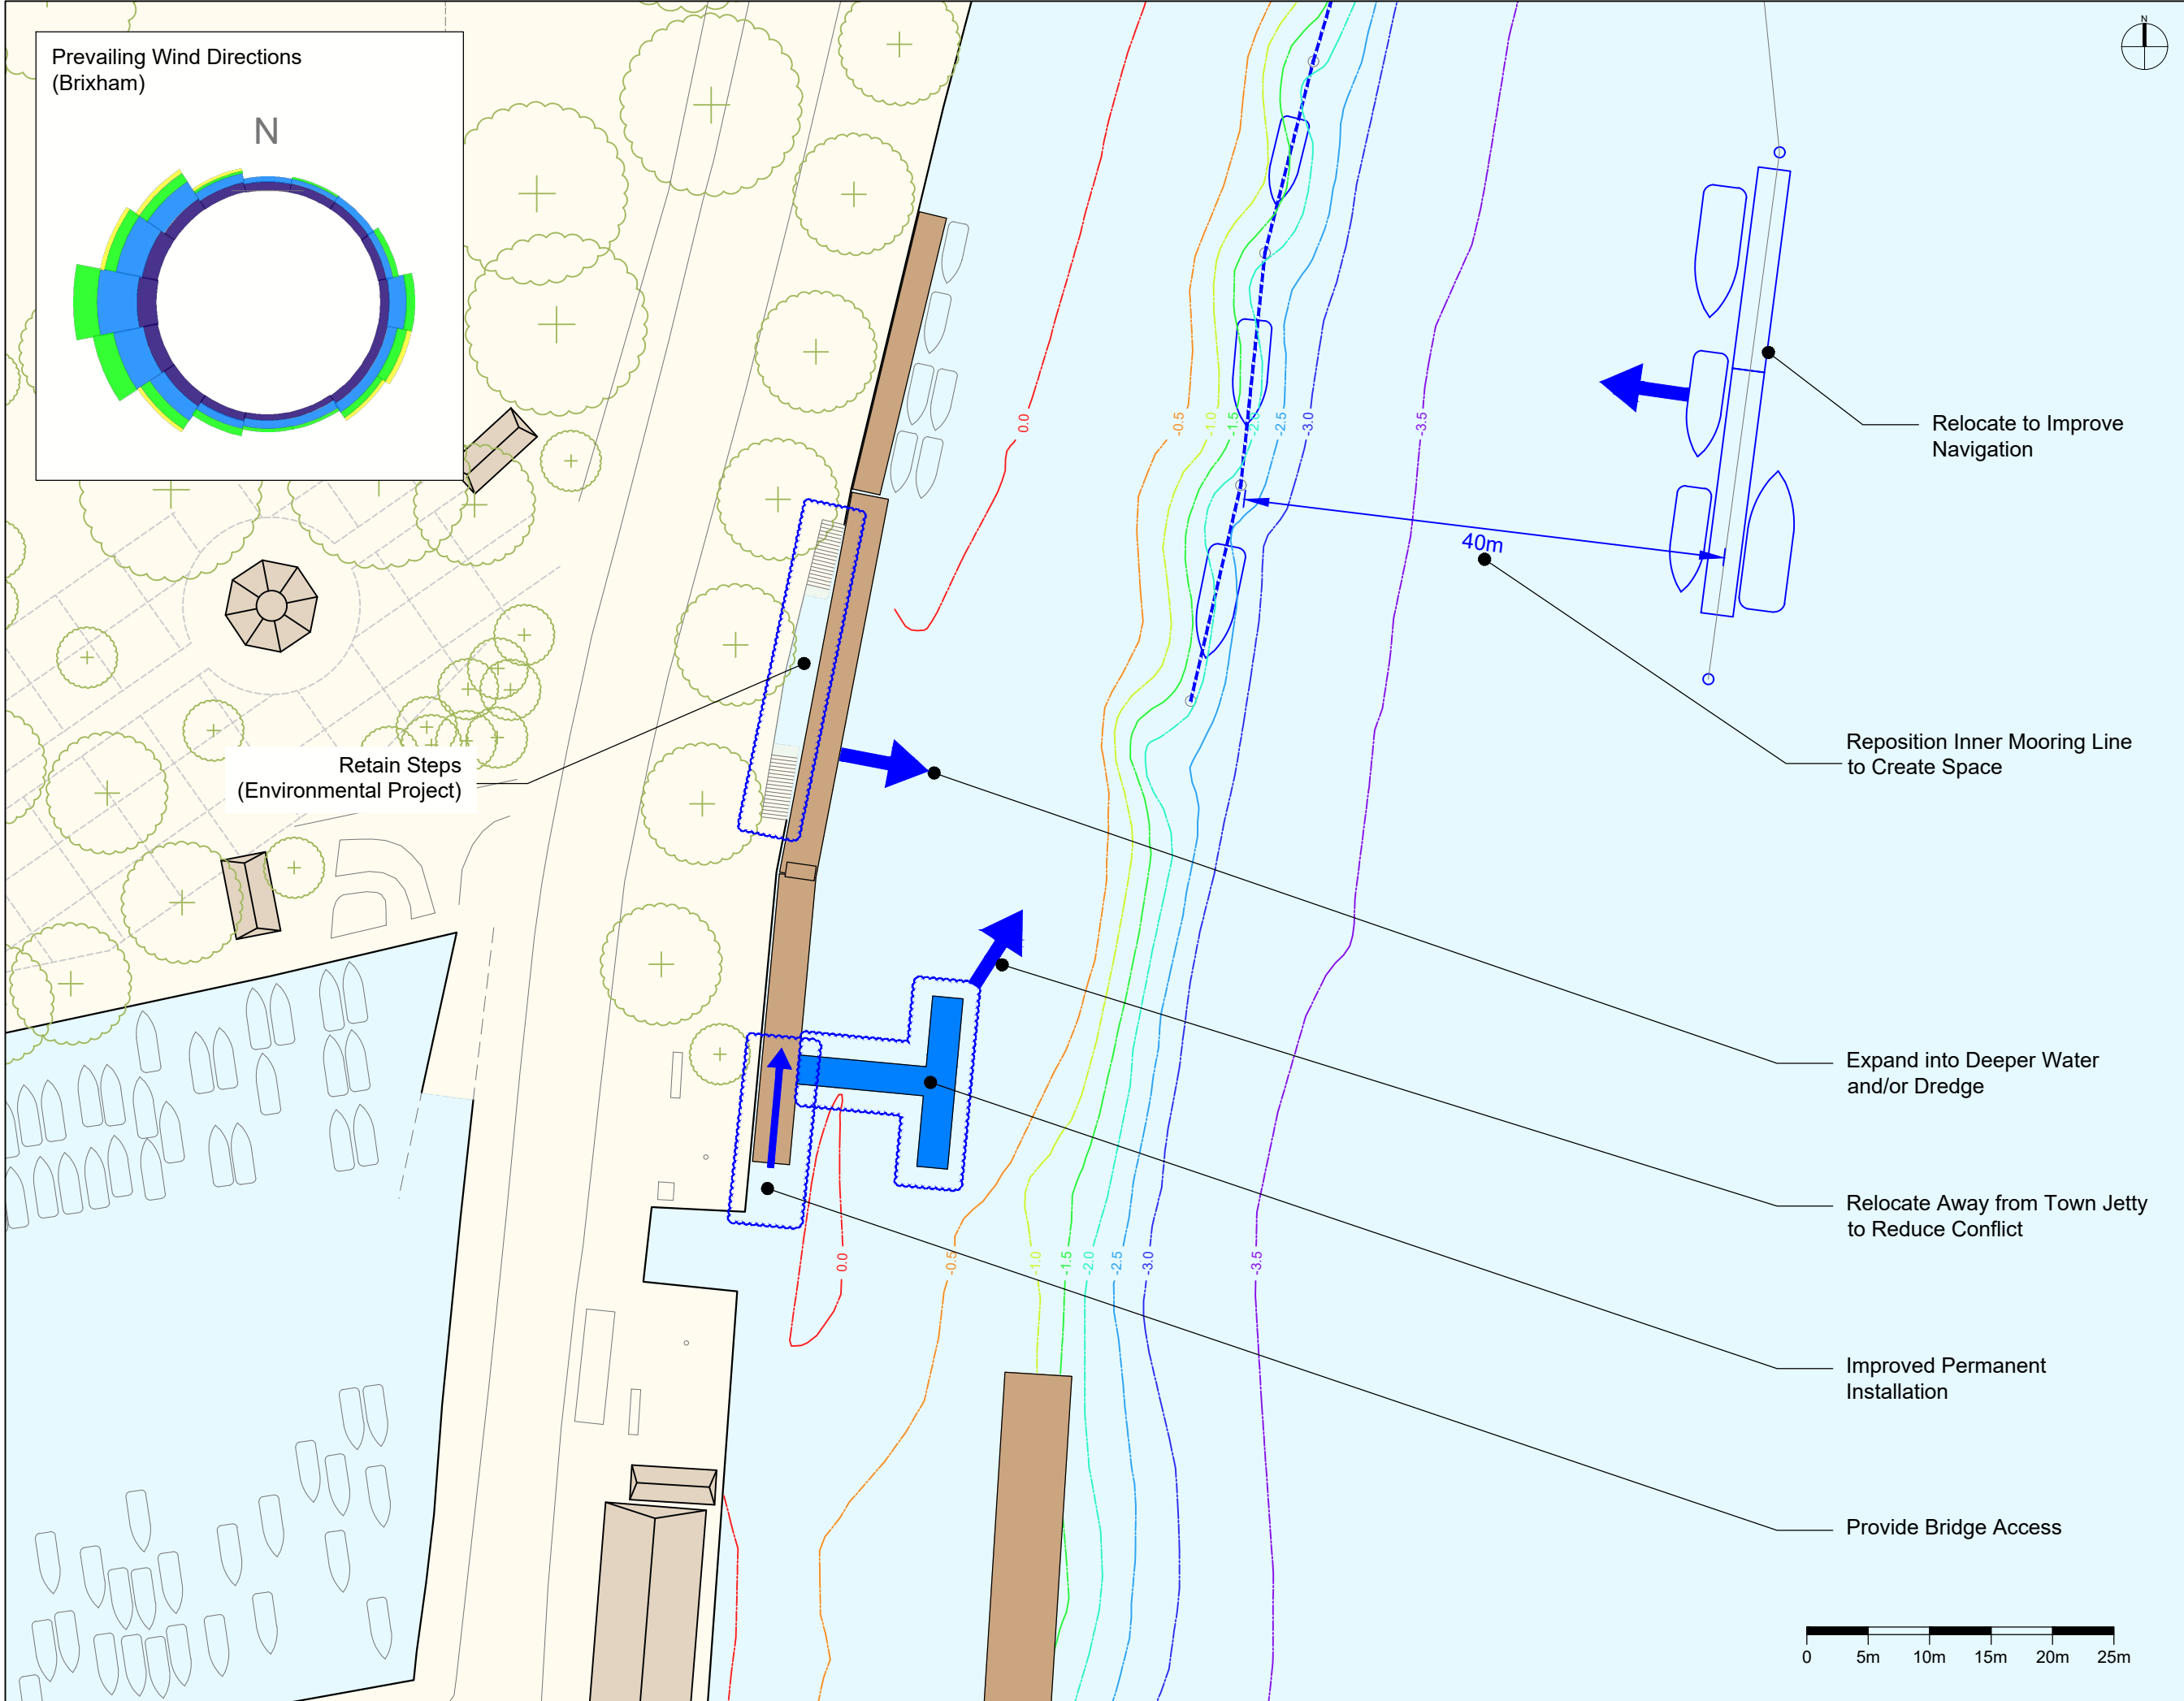 Prevailing Wind Directions
(Brixham)
N
N
0.0
-0.5
-1.0
-1.5
-2.0
-2.5
-3.0
-3.5
Relocate to Improve
Navigation
40m
Reposition Inner Mooring Line
to Create Space
Retain Steps
(Environmental Project)
Expand into Deeper Water
and/or Dredge
Relocate Away from Town Jetty
to Reduce Conflict
0.0
-0.5
-1.0
-1.5
-2.0
-2.5
-3.0
-3.5
Improved Permanent
Installation
Provide Bridge Access
0 5m 10m 15m 20m 25m